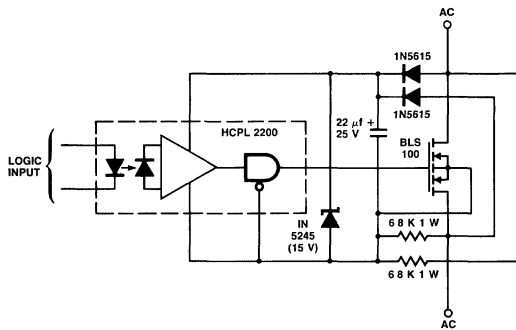 AC
1N5615
HCPL 2200
1N5615
22 μf +
25 V
BLS
100
LOGIC
INPUT
IN
5245
(15 V)
6 8 K 1 W
6 8 K 1 W
AC